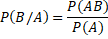 P(B/A) = P(AB) / P(A)